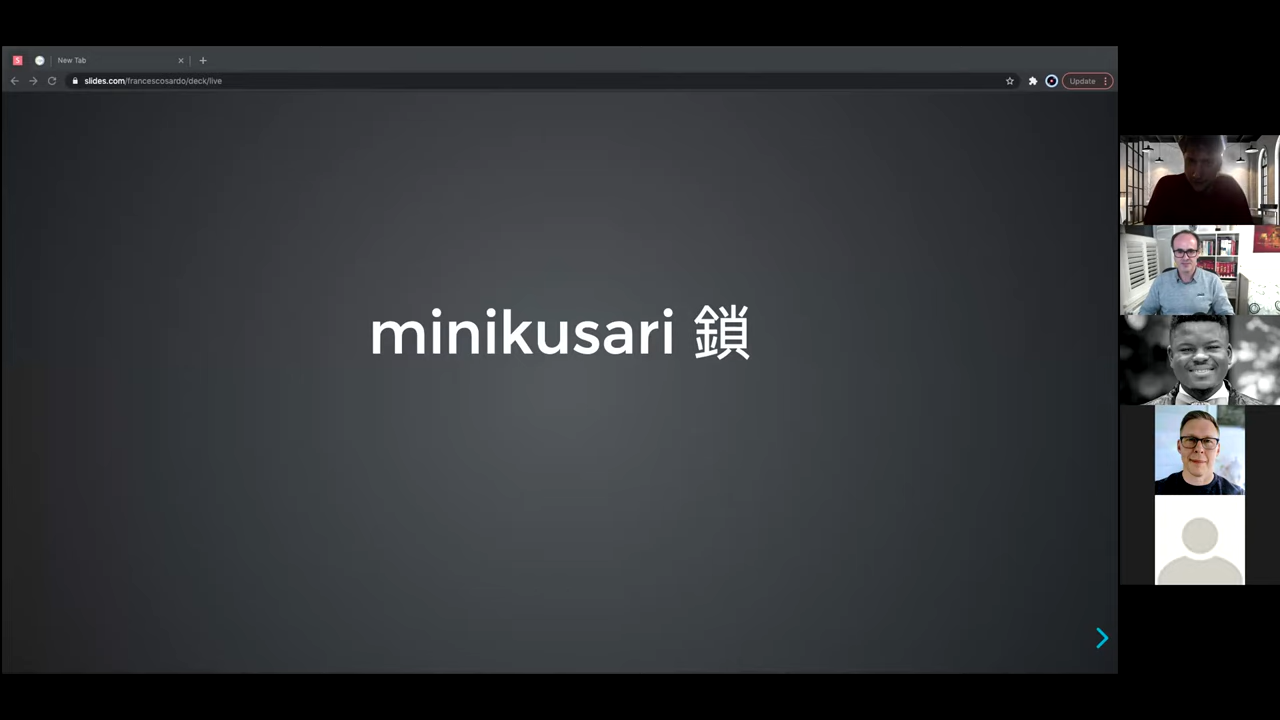 New Tab
slides.com/francescosardo/deck/live
Update
minikusari 鎖